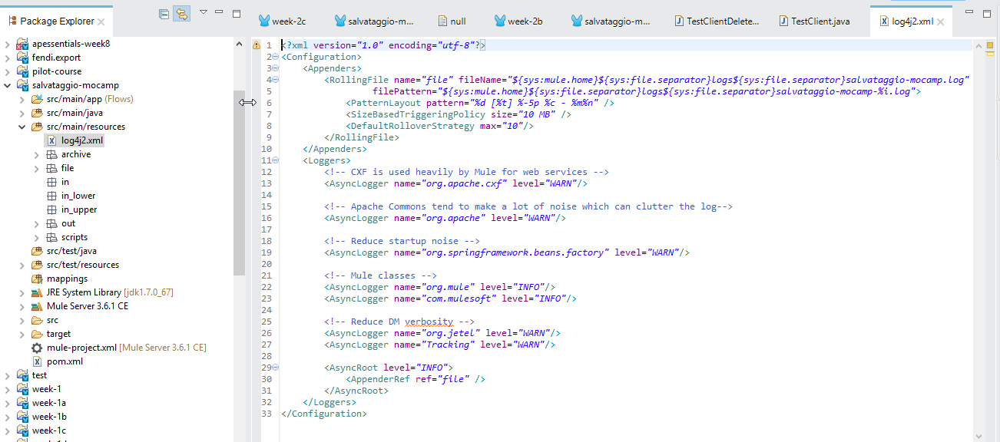 Package Explorer
apessentials-week8
fendi.export
pilot-course
salvataggio-mocamp
src/main/app (Flows)
src/main/java
src/main/resources
log4j2.xml
archive
file
in
in_lower
in_upper
out
scripts
src/test/java
src/test/resources
mappings
JRE System Library [jdk1.7.0_67]
Mule Server 3.6.1 CE
src
target
mule-project.xml [Mule Server 3.6.1 CE]
pom.xml
test
week-1
week-1a
week-1b
week-1c
week-2c salvataggio-m... null week-2b salvataggio-m... TestClientDelete... TestClient.java log4j2.xml
1 <?xml version="1.0" encoding="utf-8"?>
2 <Configuration>
3 <Appenders>
4 <RollingFile name="file" fileName="${sys:mule.home}${sys:file.separator}logs${sys:file.separator}salvataggio-mocamp.log"
5 filePattern="${sys:mule.home}${sys:file.separator}logs${sys:file.separator}salvataggio-mocamp-%i.log">
6 <PatternLayout pattern="%d [%t] %-5p %c - %m%n" />
7 <SizeBasedTriggeringPolicy size="10 MB" />
8 <DefaultRolloverStrategy max="10"/>
9 </RollingFile>
10 </Appenders>
11 <Loggers>
12 <!-- CXF is used heavily by Mule for web services -->
13 <AsyncLogger name="org.apache.cxf" level="WARN"/>
14
15 <!-- Apache Commons tend to make a lot of noise which can clutter the log-->
16 <AsyncLogger name="org.apache" level="WARN"/>
17
18 <!-- Reduce startup noise -->
19 <AsyncLogger name="org.springframework.beans.factory" level="WARN"/>
20
21 <!-- Mule classes -->
22 <AsyncLogger name="org.mule" level="INFO"/>
23 <AsyncLogger name="com.mulesoft" level="INFO"/>
24
25 <!-- Reduce DM verbosity -->
26 <AsyncLogger name="org.jetel" level="WARN"/>
27 <AsyncLogger name="Tracking" level="WARN"/>
28
29 <AsyncRoot level="INFO">
30 <AppenderRef ref="file" />
31 </AsyncRoot>
32 </Loggers>
33 </Configuration>